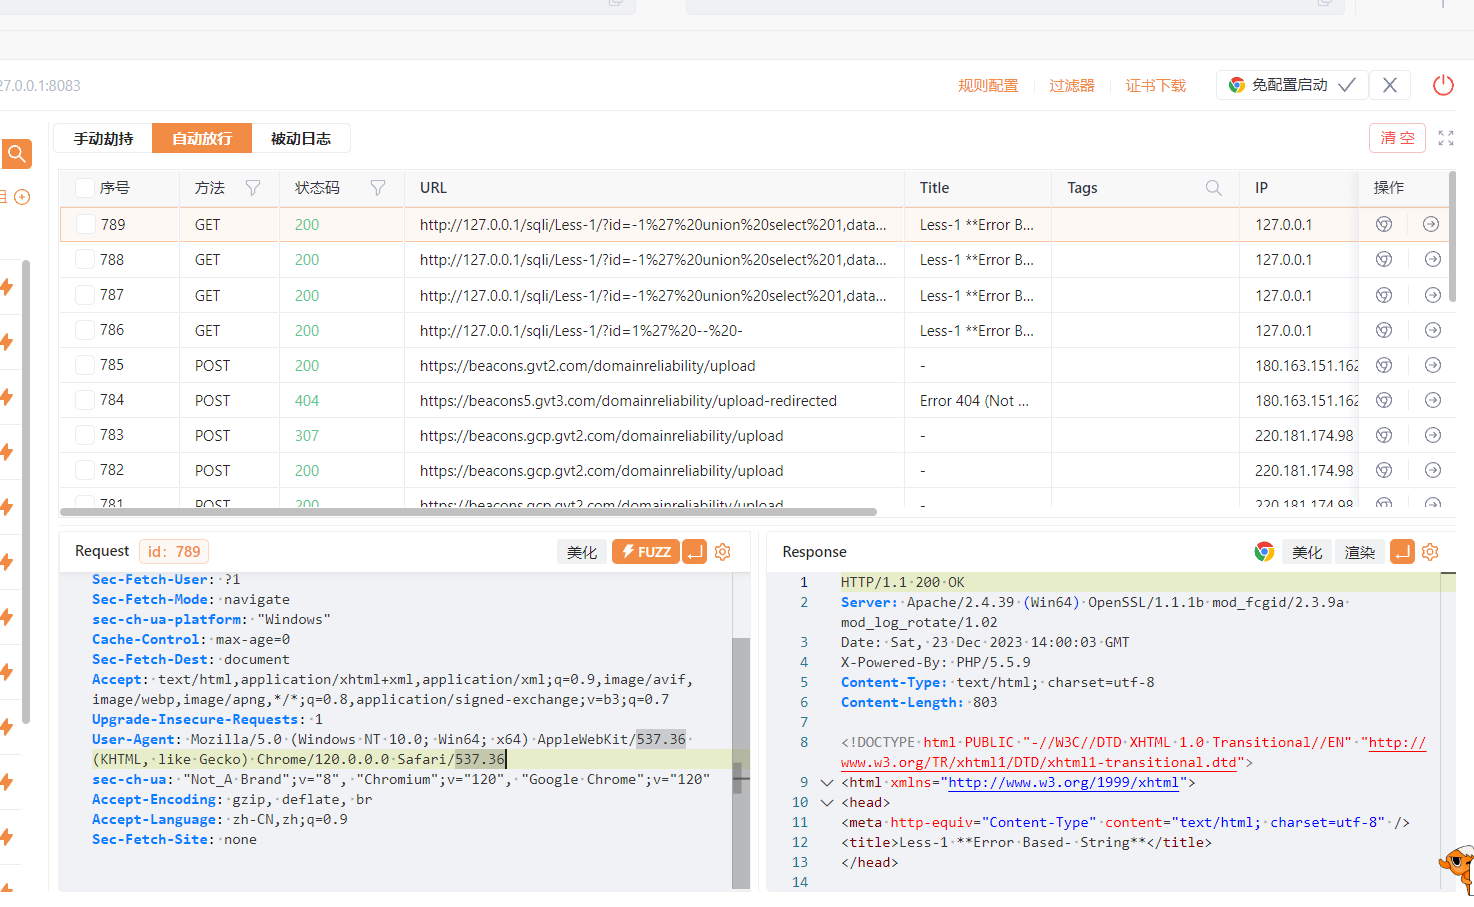 27.0.0.1:8083
规则配置 过滤器 证书下载 免配置启动
手动劫持 自动放行 被动日志 清 空
序号 方法 状态码 URL Title Tags IP 操作
789 GET 200 http://127.0.0.1/sqli/Less-1/?id=-1%27%20union%20select%201,data... Less-1 **Error B... 127.0.0.1
788 GET 200 http://127.0.0.1/sqli/Less-1/?id=-1%27%20union%20select%201,data... Less-1 **Error B... 127.0.0.1
787 GET 200 http://127.0.0.1/sqli/Less-1/?id=-1%27%20union%20select%201,data... Less-1 **Error B... 127.0.0.1
786 GET 200 http://127.0.0.1/sqli/Less-1/?id=1%27%20--%20- Less-1 **Error B... 127.0.0.1
785 POST 200 https://beacons.gvt2.com/domainreliability/upload - 180.163.151.162
784 POST 404 https://beacons5.gvt3.com/domainreliability/upload-redirected Error 404 (Not ... 180.163.151.162
783 POST 307 https://beacons.gcp.gvt2.com/domainreliability/upload - 220.181.174.98
782 POST 200 https://beacons.gcp.gvt2.com/domainreliability/upload - 220.181.174.98
781 POST 200 https://beacons.gcp.gvt2.com/domainreliability/upload - 220.181.174.98
Request id: 789 美化 FUZZ
Sec-Fetch-User: ?1
Sec-Fetch-Mode: navigate
sec-ch-ua-platform: "Windows"
Cache-Control: max-age=0
Sec-Fetch-Dest: document
Accept: text/html,application/xhtml+xml,application/xml;q=0.9,image/avif,
image/webp,image/apng,*/*;q=0.8,application/signed-exchange;v=b3;q=0.7
Upgrade-Insecure-Requests: 1
User-Agent: Mozilla/5.0 (Windows NT 10.0; Win64; x64) AppleWebKit/537.36
(KHTML, like Gecko) Chrome/120.0.0.0 Safari/537.36
sec-ch-ua: "Not_A Brand";v="8", "Chromium";v="120", "Google Chrome";v="120"
Accept-Encoding: gzip, deflate, br
Accept-Language: zh-CN,zh;q=0.9
Sec-Fetch-Site: none
Response 美化 渲染
1 HTTP/1.1 200 OK
2 Server: Apache/2.4.39 (Win64) OpenSSL/1.1.1b mod_fcgid/2.3.9a
mod_log_rotate/1.02
3 Date: Sat, 23 Dec 2023 14:00:03 GMT
4 X-Powered-By: PHP/5.5.9
5 Content-Type: text/html; charset=utf-8
6 Content-Length: 803
7
8 <!DOCTYPE html PUBLIC "-//W3C//DTD XHTML 1.0 Transitional//EN" "http://
www.w3.org/TR/xhtml1/DTD/xhtml1-transitional.dtd">
9 <html xmlns="http://www.w3.org/1999/xhtml">
10 <head>
11 <meta http-equiv="Content-Type" content="text/html; charset=utf-8" />
12 <title>Less-1 **Error Based- String**</title>
13 </head>
14